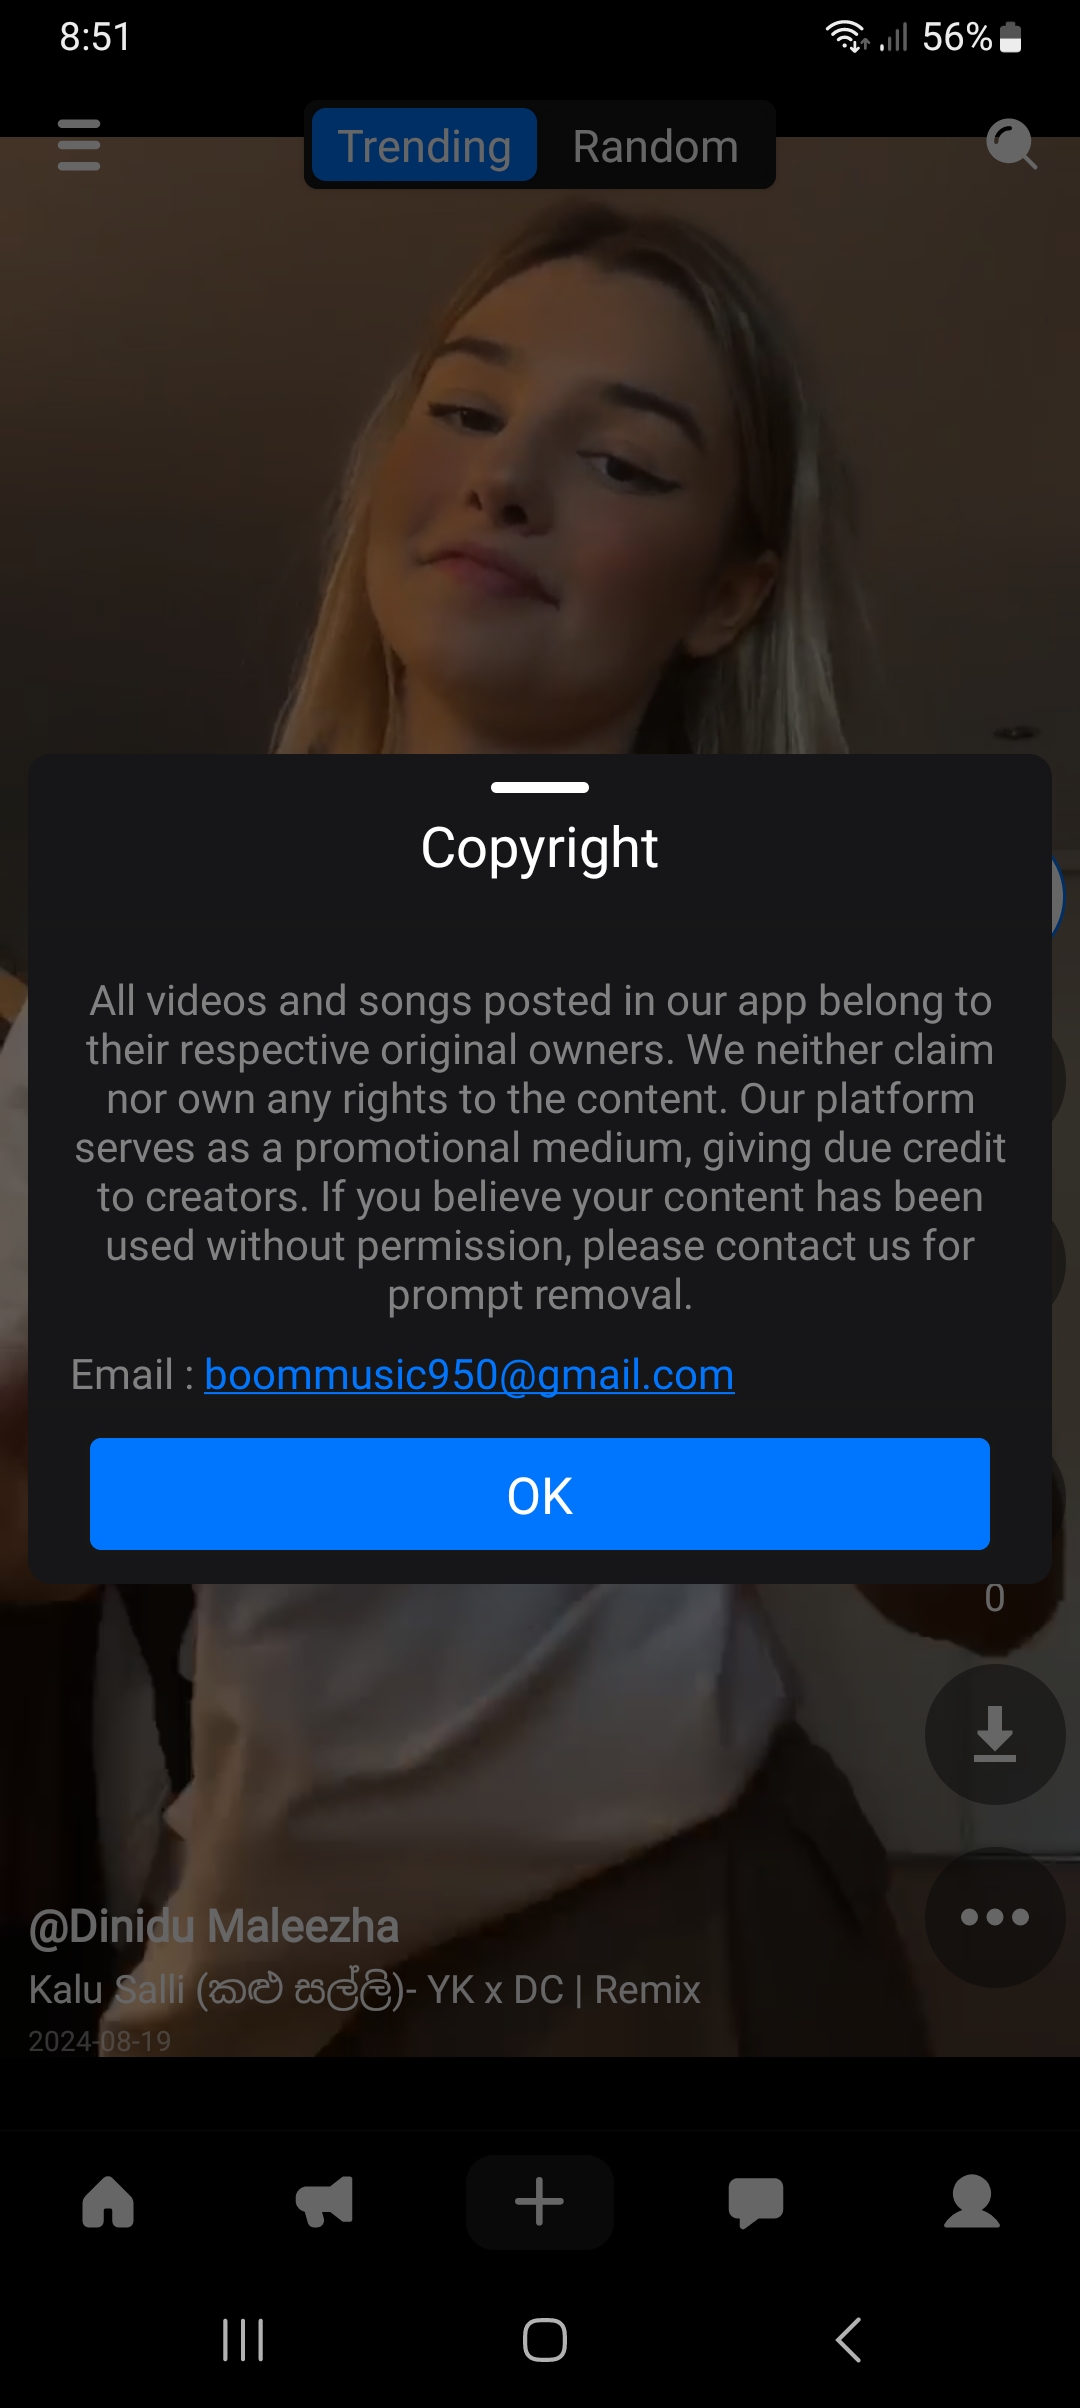 8:51
56%
Trending Random
Copyright
All videos and songs posted in our app belong to
their respective original owners. We neither claim
nor own any rights to the content. Our platform
serves as a promotional medium, giving due credit
to creators. If you believe your content has been
used without permission, please contact us for
prompt removal.
Email : boommusic950@gmail.com
OK
0
@Dinidu Maleezha
Kalu Salli (කළු සල්ලි)- YK x DC | Remix
2024-08-19